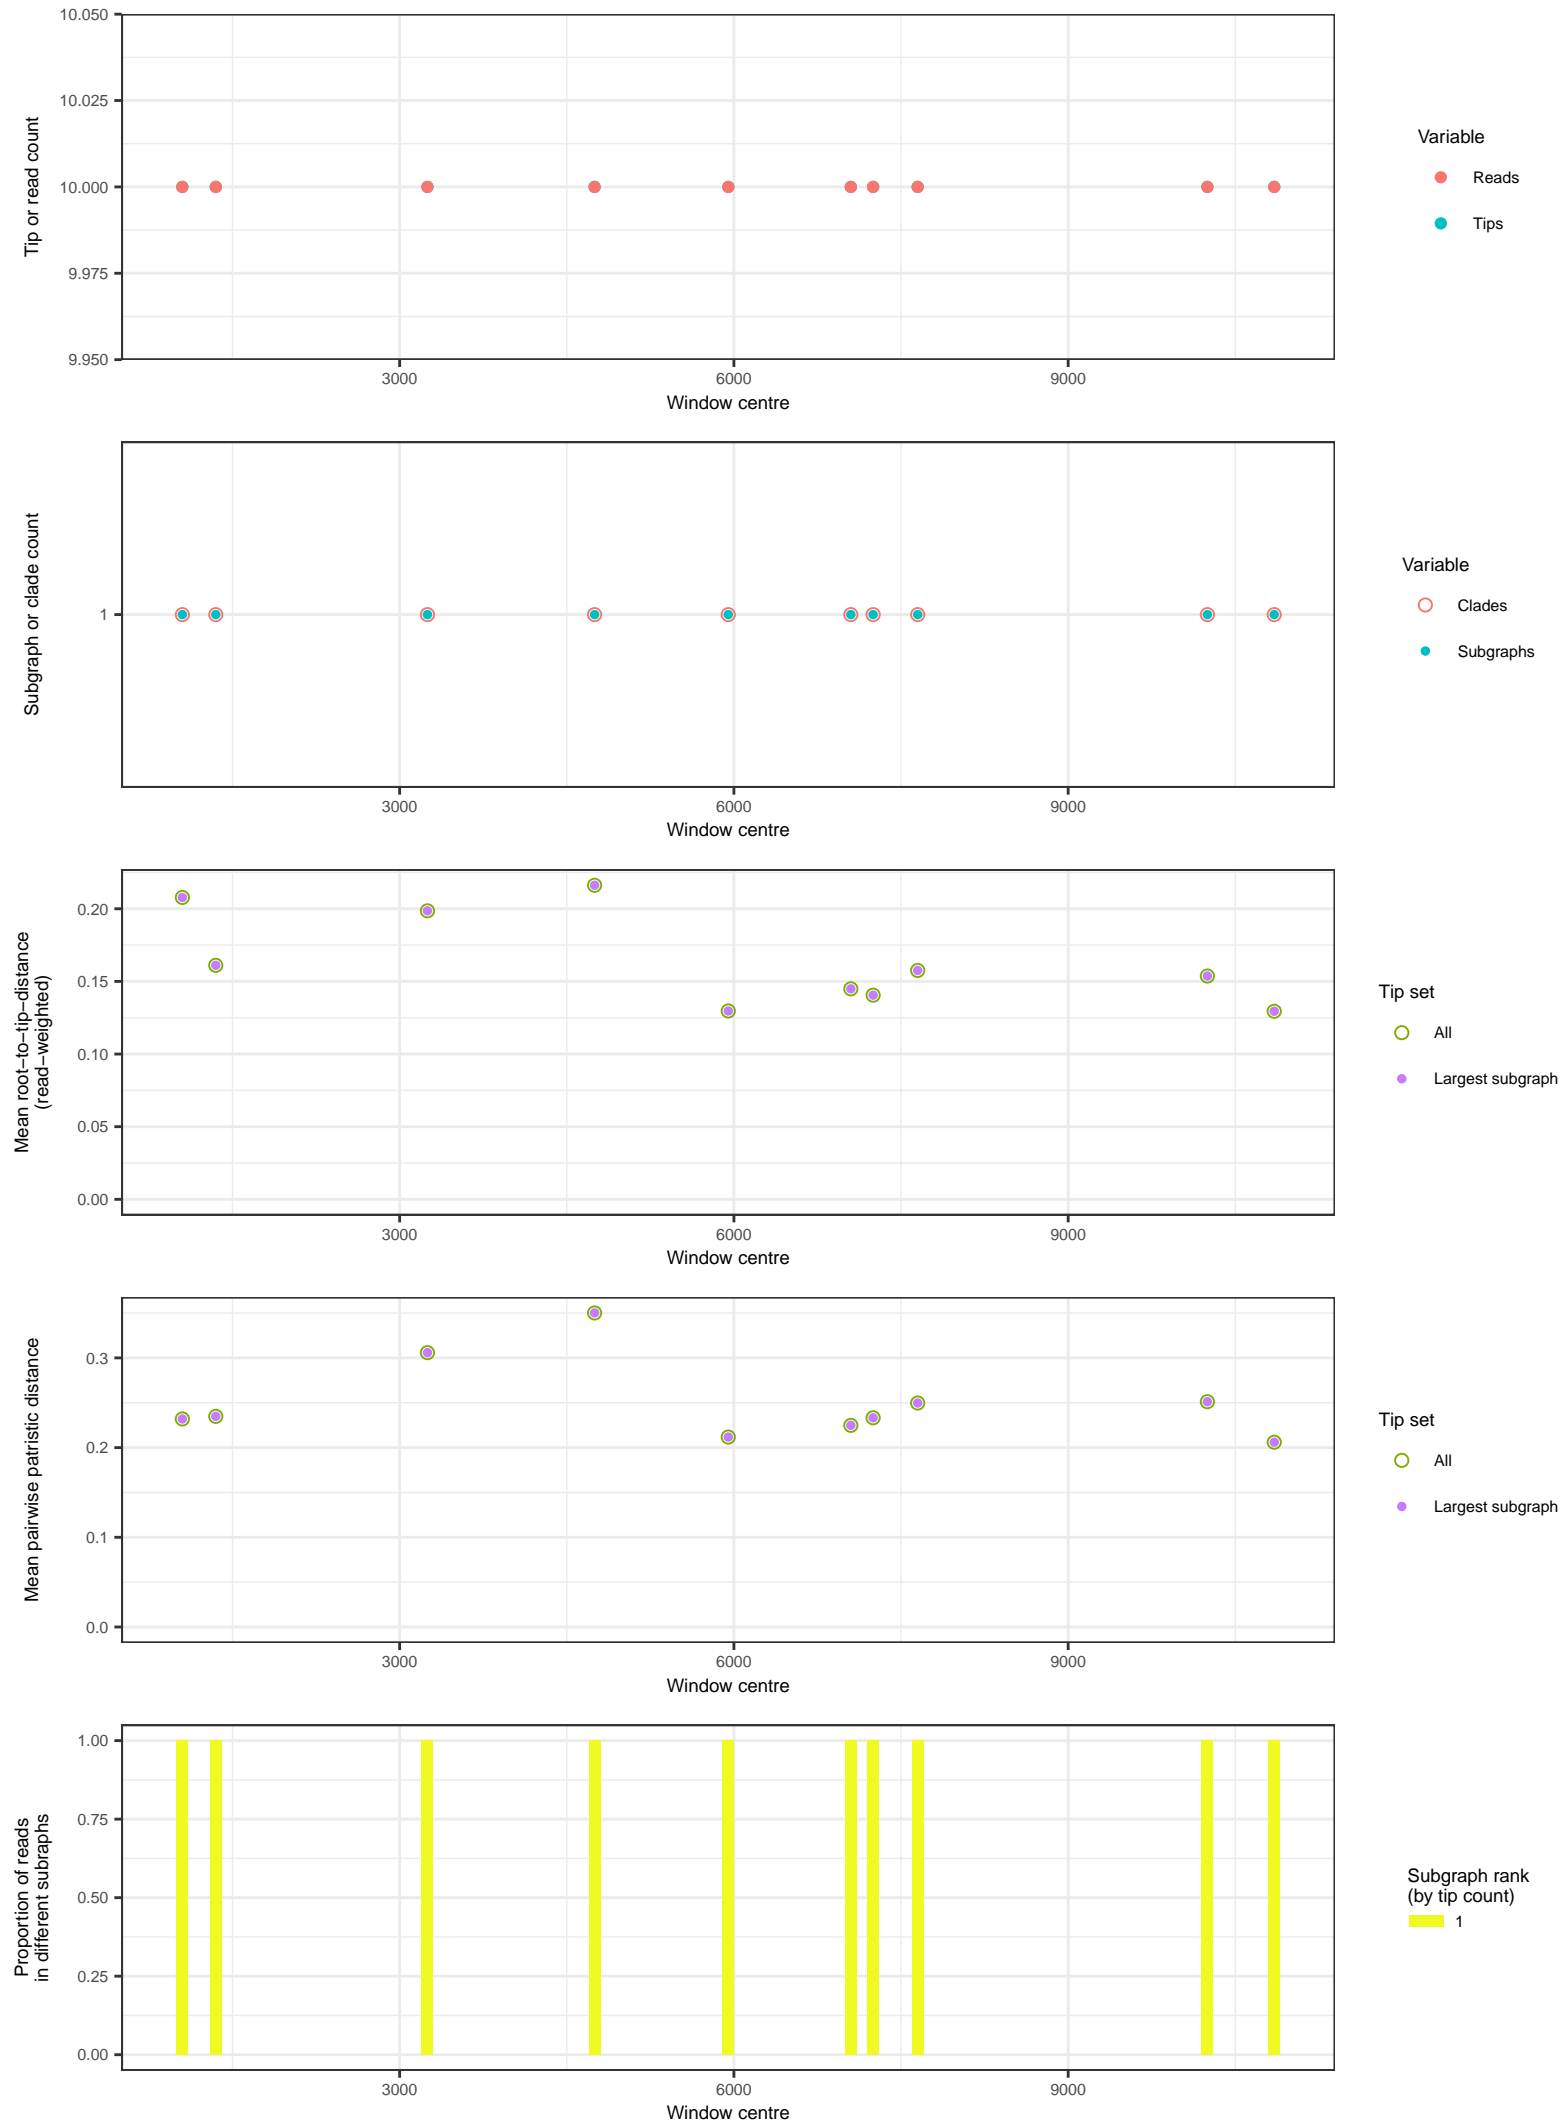 10.050
10.025
10.000
9.975
9.950
Tip or read count
3000
6000
9000
Window centre
Variable
Reads
Tips
Subgraph or clade count
1
3000
6000
9000
Window centre
Variable
Clades
Subgraphs
Mean root−to−tip−distance
(read−weighted)
0.20
0.15
0.10
0.05
0.00
3000
6000
9000
Window centre
Tip set
All
Largest subgraph
Mean pairwise patristic distance
0.3
0.2
0.1
0.0
3000
6000
9000
Window centre
Tip set
All
Largest subgraph
Proportion of reads
in different subraphs
1.00
0.75
0.50
0.25
0.00
3000
6000
9000
Window centre
Subgraph rank
(by tip count)
1